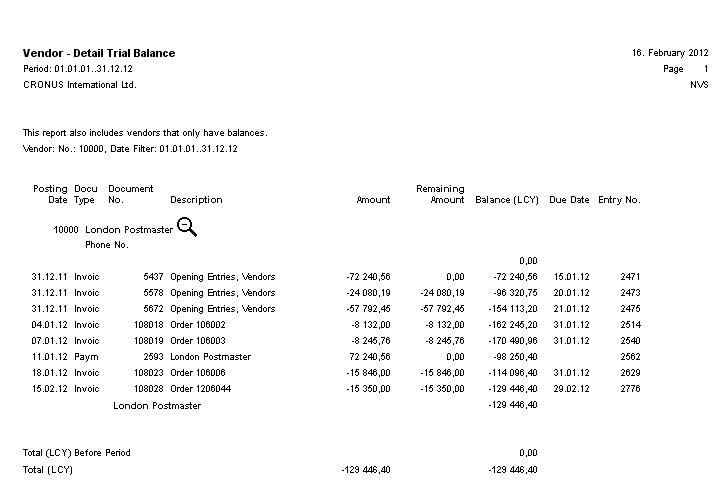 Vendor - Detail Trial Balance 16. February 2012
Period: 01.01.01..31.12.12 Page 1
CRONUS International Ltd. NVS
This report also includes vendors that only have balances.
Vendor: No.: 10000, Date Filter: 01.01.01..31.12.12
Posting Docu Document Remaining
Date Type No. Description Amount Amount Balance (LCY) Due Date Entry No.
10000 London Postmaster
Phone No.
0,00
31.12.11 Invoic 5437 Opening Entries, Vendors -72 240,56 0,00 -72 240,56 15.01.12 2471
31.12.11 Invoic 5578 Opening Entries, Vendors -24 080,19 -24 080,19 -96 320,75 20.01.12 2473
31.12.11 Invoic 5672 Opening Entries, Vendors -57 792,45 -57 792,45 -154 113,20 21.01.12 2475
04.01.12 Invoic 108018 Order 106002 -8 132,00 -8 132,00 -162 245,20 31.01.12 2514
07.01.12 Invoic 108019 Order 106003 -8 245,76 -8 245,76 -170 490,96 31.01.12 2540
11.01.12 Paym 2593 London Postmaster 72 240,56 0,00 -98 250,40 2562
18.01.12 Invoic 108023 Order 106006 -15 846,00 -15 846,00 -114 096,40 31.01.12 2629
15.02.12 Invoic 108028 Order 1206044 -15 350,00 -15 350,00 -129 446,40 29.02.12 2776
London Postmaster -129 446,40
Total (LCY) Before Period 0,00
Total (LCY) -129 446,40 -129 446,40